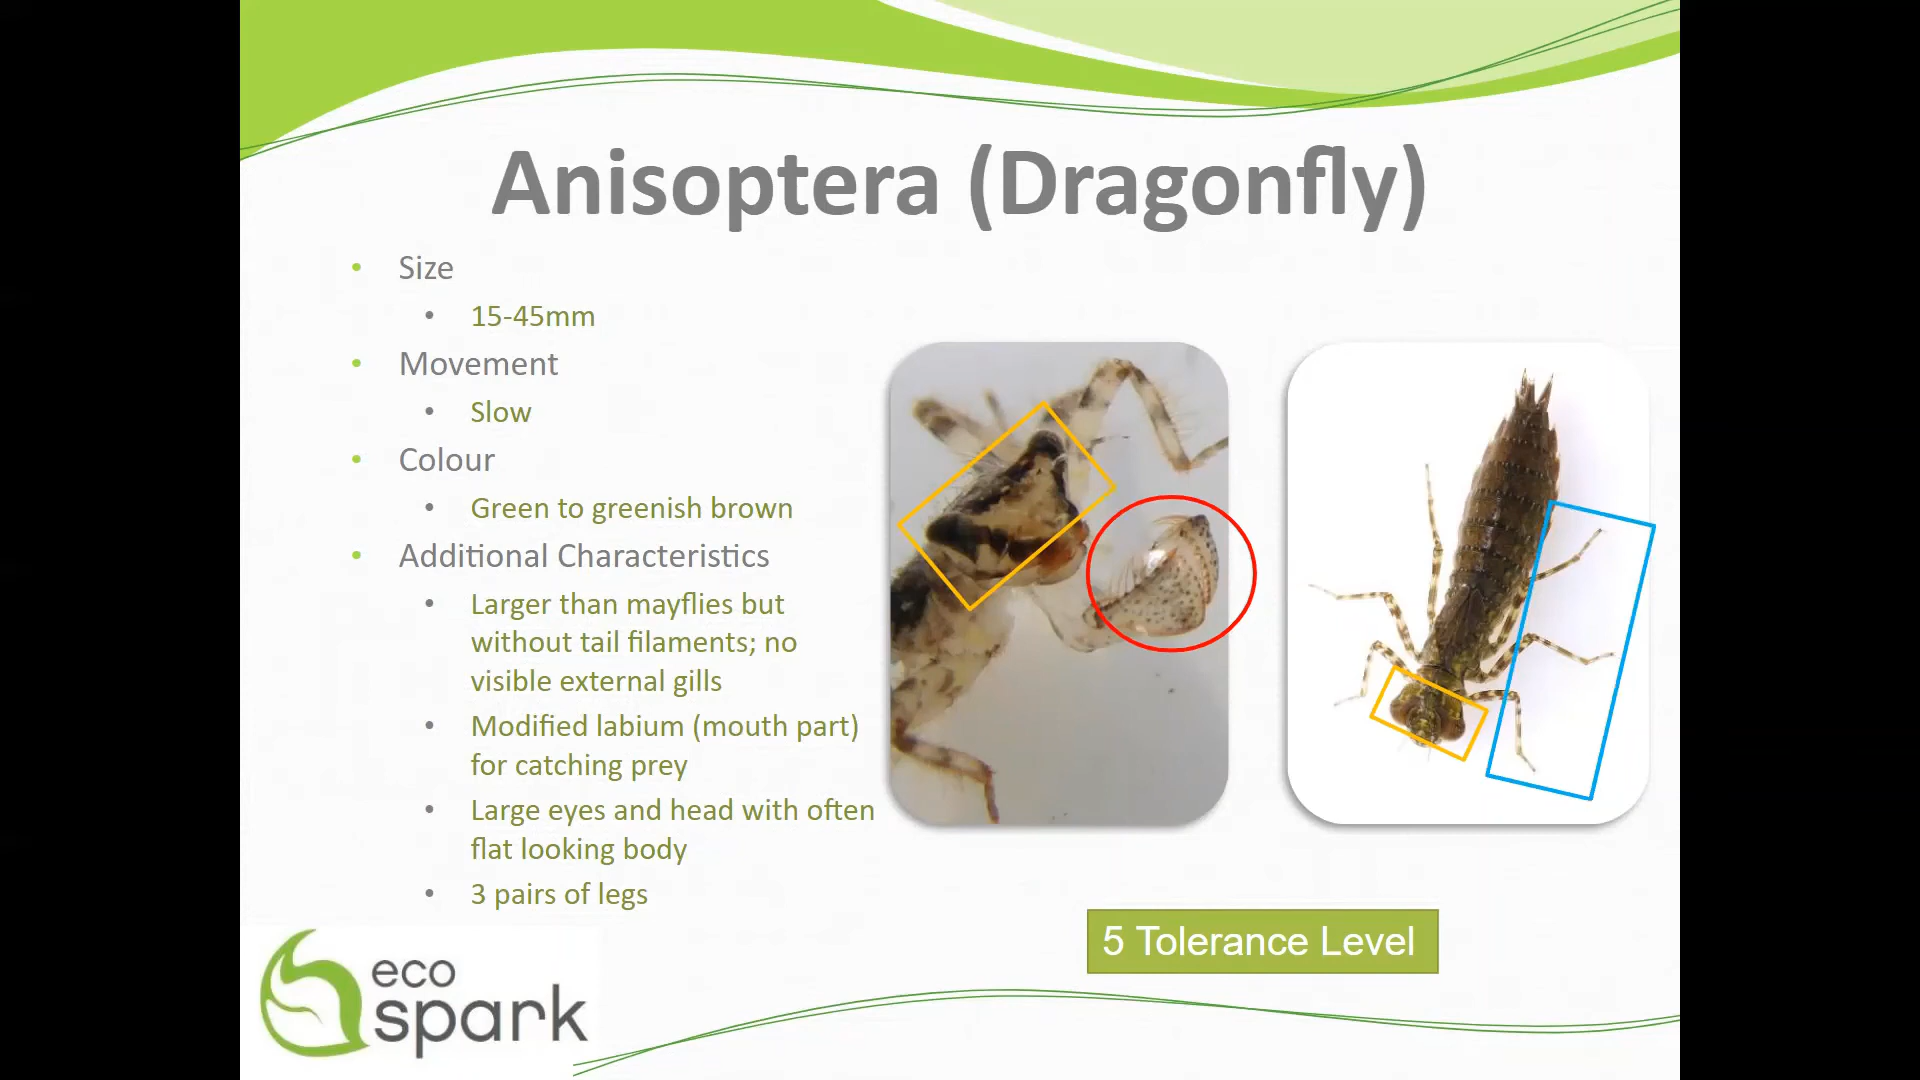 Anisoptera (Dragonfly)
• Size
• 15-45mm
• Movement
• Slow
• Colour
• Green to greenish brown
• Additional Characteristics
• Larger than mayflies but
without tail filaments; no
visible external gills
• Modified labium (mouth part)
for catching prey
• Large eyes and head with often
flat looking body
• 3 pairs of legs
5 Tolerance Level
eco
spark